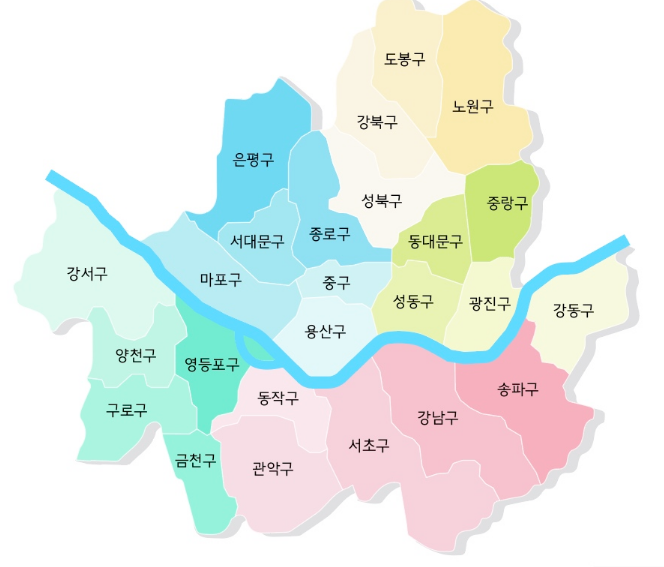 도봉구
노원구
강북구
은평구
성북구
중랑구
종로구
서대문구
동대문구
강서구
마포구
중구
성동구
광진구
강동구
용산구
양천구
영등포구
송파구
동작구
구로구
강남구
서초구
금천구
관악구